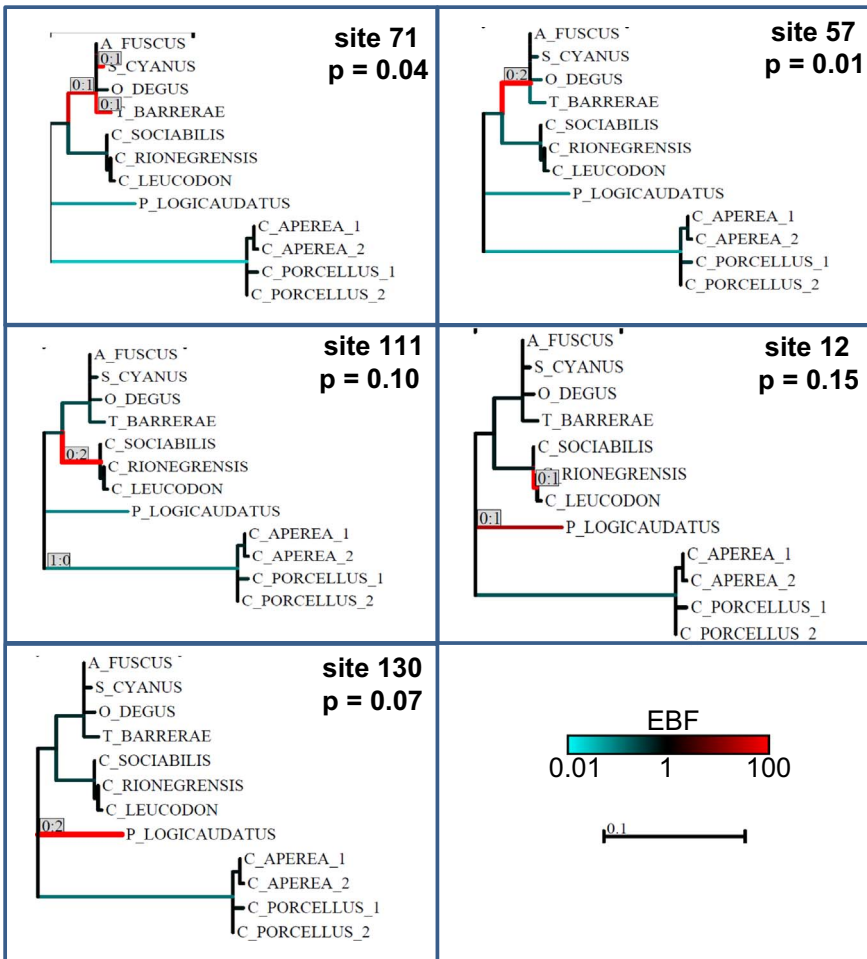 site 71
p = 0.04
A_FUSCUS
0:1
S_CYANUS
0:1
O_DEGUS
0:1
T_BARRERAE
C_SOCIABILIS
C_RIONEGRENSIS
C_LEUCODON
P_LOGICAUDATUS
C_APEREA_1
C_APEREA_2
C_PORCELLUS_1
C_PORCELLUS_2
site 57
p = 0.01
A_FUSCUS
S_CYANUS
0:2
O_DEGUS
T_BARRERAE
C_SOCIABILIS
C_RIONEGRENSIS
C_LEUCODON
P_LOGICAUDATUS
C_APEREA_1
C_APEREA_2
C_PORCELLUS_1
C_PORCELLUS_2
site 111
p = 0.10
A_FUSCUS
S_CYANUS
O_DEGUS
T_BARRERAE
C_SOCIABILIS
0:2
C_RIONEGRENSIS
C_LEUCODON
P_LOGICAUDATUS
C_APEREA_1
1:0
C_APEREA_2
C_PORCELLUS_1
C_PORCELLUS_2
site 12
p = 0.15
A_FUSCUS
S_CYANUS
O_DEGUS
T_BARRERAE
C_SOCIABILIS
RIONEGRENSIS
0:1
C_LEUCODON
0:1
P_LOGICAUDATUS
C_APEREA_1
C_APEREA_2
C_PORCELLUS_1
C_PORCELLUS_2
site 130
p = 0.07
A_FUSCUS
S_CYANUS
O_DEGUS
T_BARRERAE
C_SOCIABILIS
C_RIONEGRENSIS
C_LEUCODON
0:2
P_LOGICAUDATUS
C_APEREA_1
C_APEREA_2
C_PORCELLUS_1
C_PORCELLUS_2
EBF
0.01 1 100
0.1